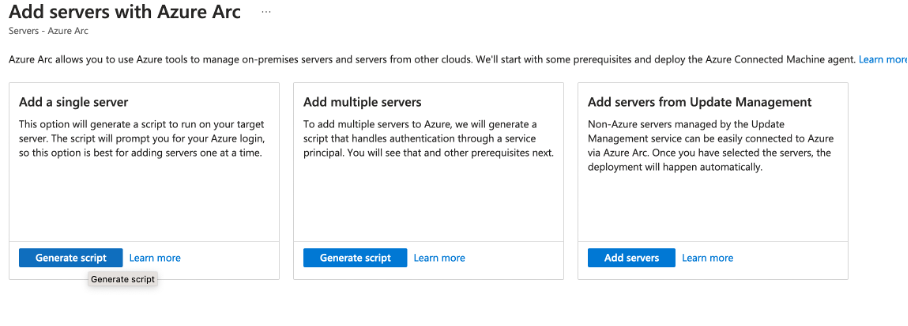 Add servers with Azure Arc ...
Servers - Azure Arc
Azure Arc allows you to use Azure tools to manage on-premises servers and servers from other clouds. We'll start with some prerequisites and deploy the Azure Connected Machine agent. Learn more
Add a single server
This option will generate a script to run on your target
server. The script will prompt you for your Azure login,
so this option is best for adding servers one at a time.
Generate script Learn more
Generate script
Add multiple servers
To add multiple servers to Azure, we will generate a
script that handles authentication through a service
principal. You will see that and other prerequisites next.
Generate script Learn more
Add servers from Update Management
Non-Azure servers managed by the Update
Management service can be easily connected to Azure
via Azure Arc. Once you have selected the servers, the
deployment will happen automatically.
Add servers Learn more